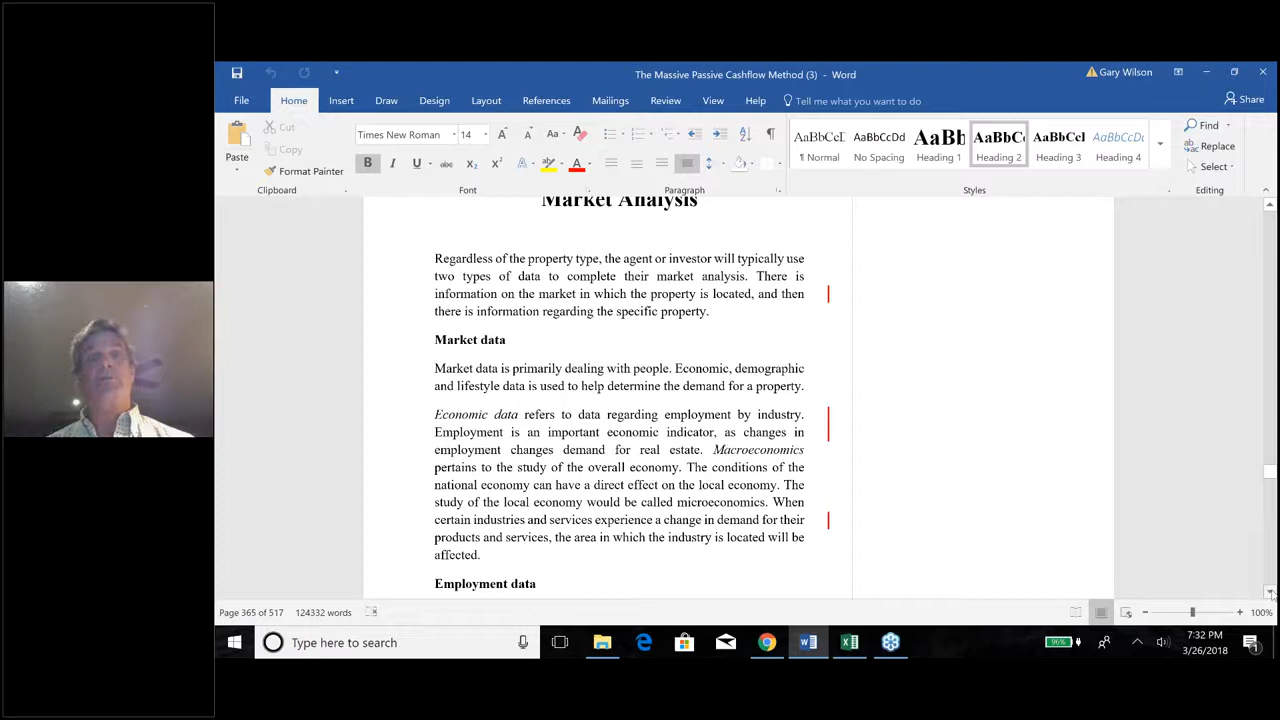 The Massive Passive Cashflow Method (3) - Word
Gary Wilson
File Home Insert Draw Design Layout References Mailings Review View Help Tell me what you want to do
Share
Paste
Cut
Copy
Format Painter
Clipboard
Times New Roman 14
Aa
B I U abc X₂ X²
A
Font
Paragraph
AaBbCcI AaBbCcDd AaBb AaBbC AaBbCcI AaBbCcDd
¶ Normal No Spacing Heading 1 Heading 2 Heading 3 Heading 4
Styles
Find
Replace
Select
Editing
Market Analysis
Regardless of the property type, the agent or investor will typically use
two types of data to complete their market analysis. There is
information on the market in which the property is located, and then
there is information regarding the specific property.
Market data
Market data is primarily dealing with people. Economic, demographic
and lifestyle data is used to help determine the demand for a property.
Economic data refers to data regarding employment by industry.
Employment is an important economic indicator, as changes in
employment changes demand for real estate. Macroeconomics
pertains to the study of the overall economy. The conditions of the
national economy can have a direct effect on the local economy. The
study of the local economy would be called microeconomics. When
certain industries and services experience a change in demand for their
products and services, the area in which the industry is located will be
affected.
Employment data
Page 365 of 517 124332 words
100%
Type here to search
96%
7:32 PM
3/26/2018
1